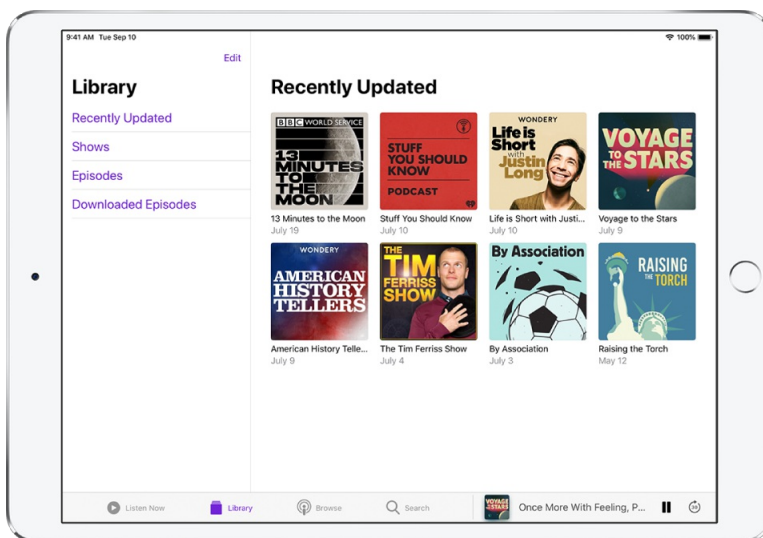 9:41 AM Tue Sep 10
100%
Edit
Library
Recently Updated
Shows
Episodes
Downloaded Episodes
Recently Updated
BBC WORLD SERVICE
13
MINUTES
TO
THE
MOON
13 Minutes to the Moon
July 19
STUFF
YOU SHOULD
KNOW
PODCAST
Stuff You Should Know
July 10
WONDERY
Life is
Short
with
Justin
Long
Life is Short with Justi...
July 10
VOYAGE
TO
THE STARS
Voyage to the Stars
July 9
WONDERY
AMERICAN
HISTORY
TELLERS
American History Telle...
July 9
THE
TIM
FERRISS
SHOW
The Tim Ferriss Show
July 4
By Association
By Association
July 3
RAISING
THE TORCH
Raising the Torch
May 12
Listen Now
Library
Browse
Search
VOYAGE
TO
THE STARS
Once More With Feeling, P...
30